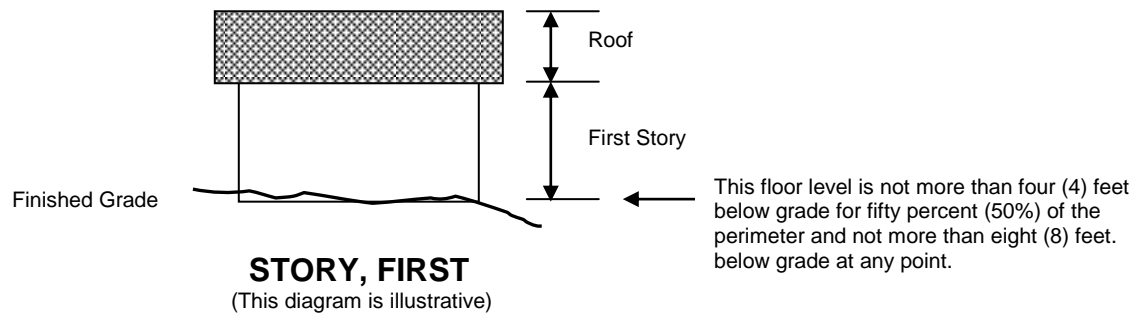 Roof
First Story
Finished Grade
This floor level is not more than four (4) feet
below grade for fifty percent (50%) of the
perimeter and not more than eight (8) feet.
below grade at any point.
STORY, FIRST
(This diagram is illustrative)